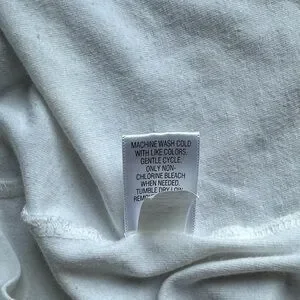 MACHINE WASH COLD
WITH LIKE COLORS,
GENTLE CYCLE,
ONLY NON-
CHLORINE BLEACH
WHEN NEEDED,
TUMBLE DRY LOW